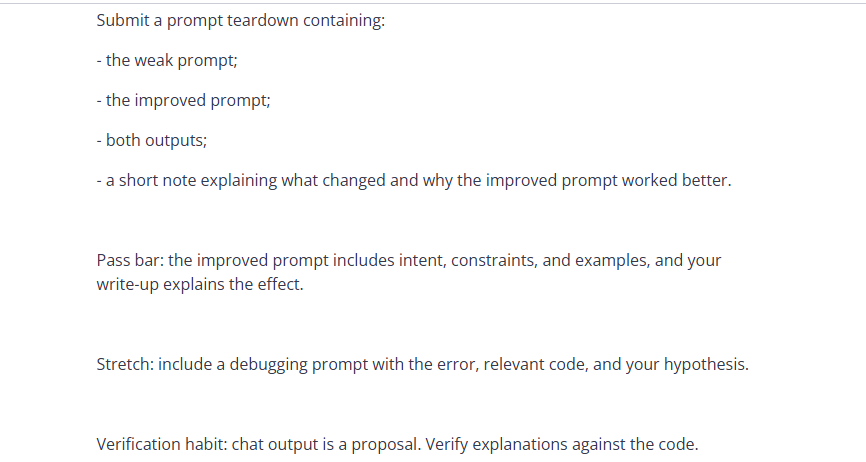 Submit a prompt teardown containing:
- the weak prompt;
- the improved prompt;
- both outputs;
- a short note explaining what changed and why the improved prompt worked better.
Pass bar: the improved prompt includes intent, constraints, and examples, and your
write-up explains the effect.
Stretch: include a debugging prompt with the error, relevant code, and your hypothesis.
Verification habit: chat output is a proposal. Verify explanations against the code.